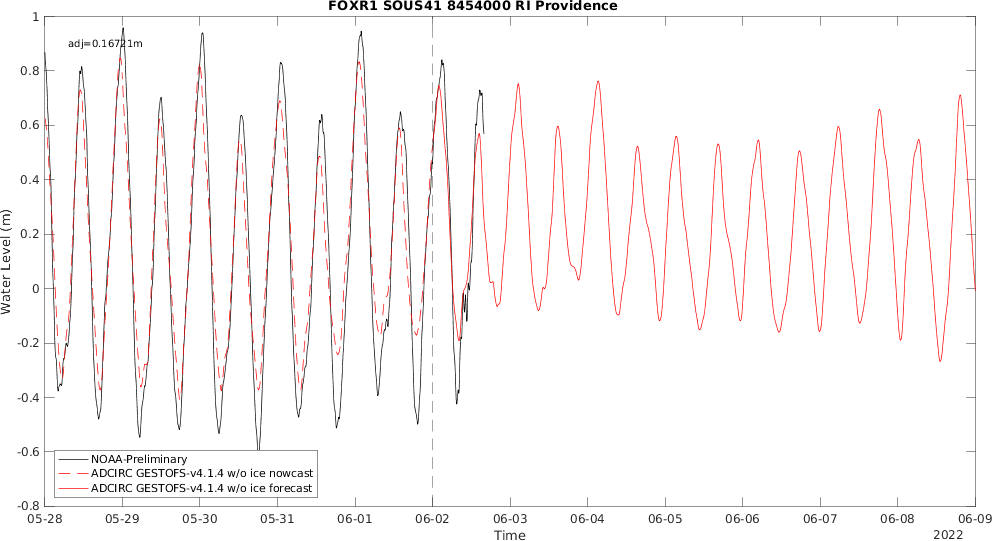 FOXR1 SOUS41 8454000 RI Providence
adj=0.16721m
1
0.8
0.6
0.4
0.2
0
-0.2
-0.4
-0.6
-0.8
Water Level (m)
NOAA-Preliminary
ADCIRC GESTOFS-v4.1.4 w/o ice nowcast
ADCIRC GESTOFS-v4.1.4 w/o ice forecast
05-28 05-29 05-30 05-31 06-01 06-02 06-03 06-04 06-05 06-06 06-07 06-08 06-09
Time
2022